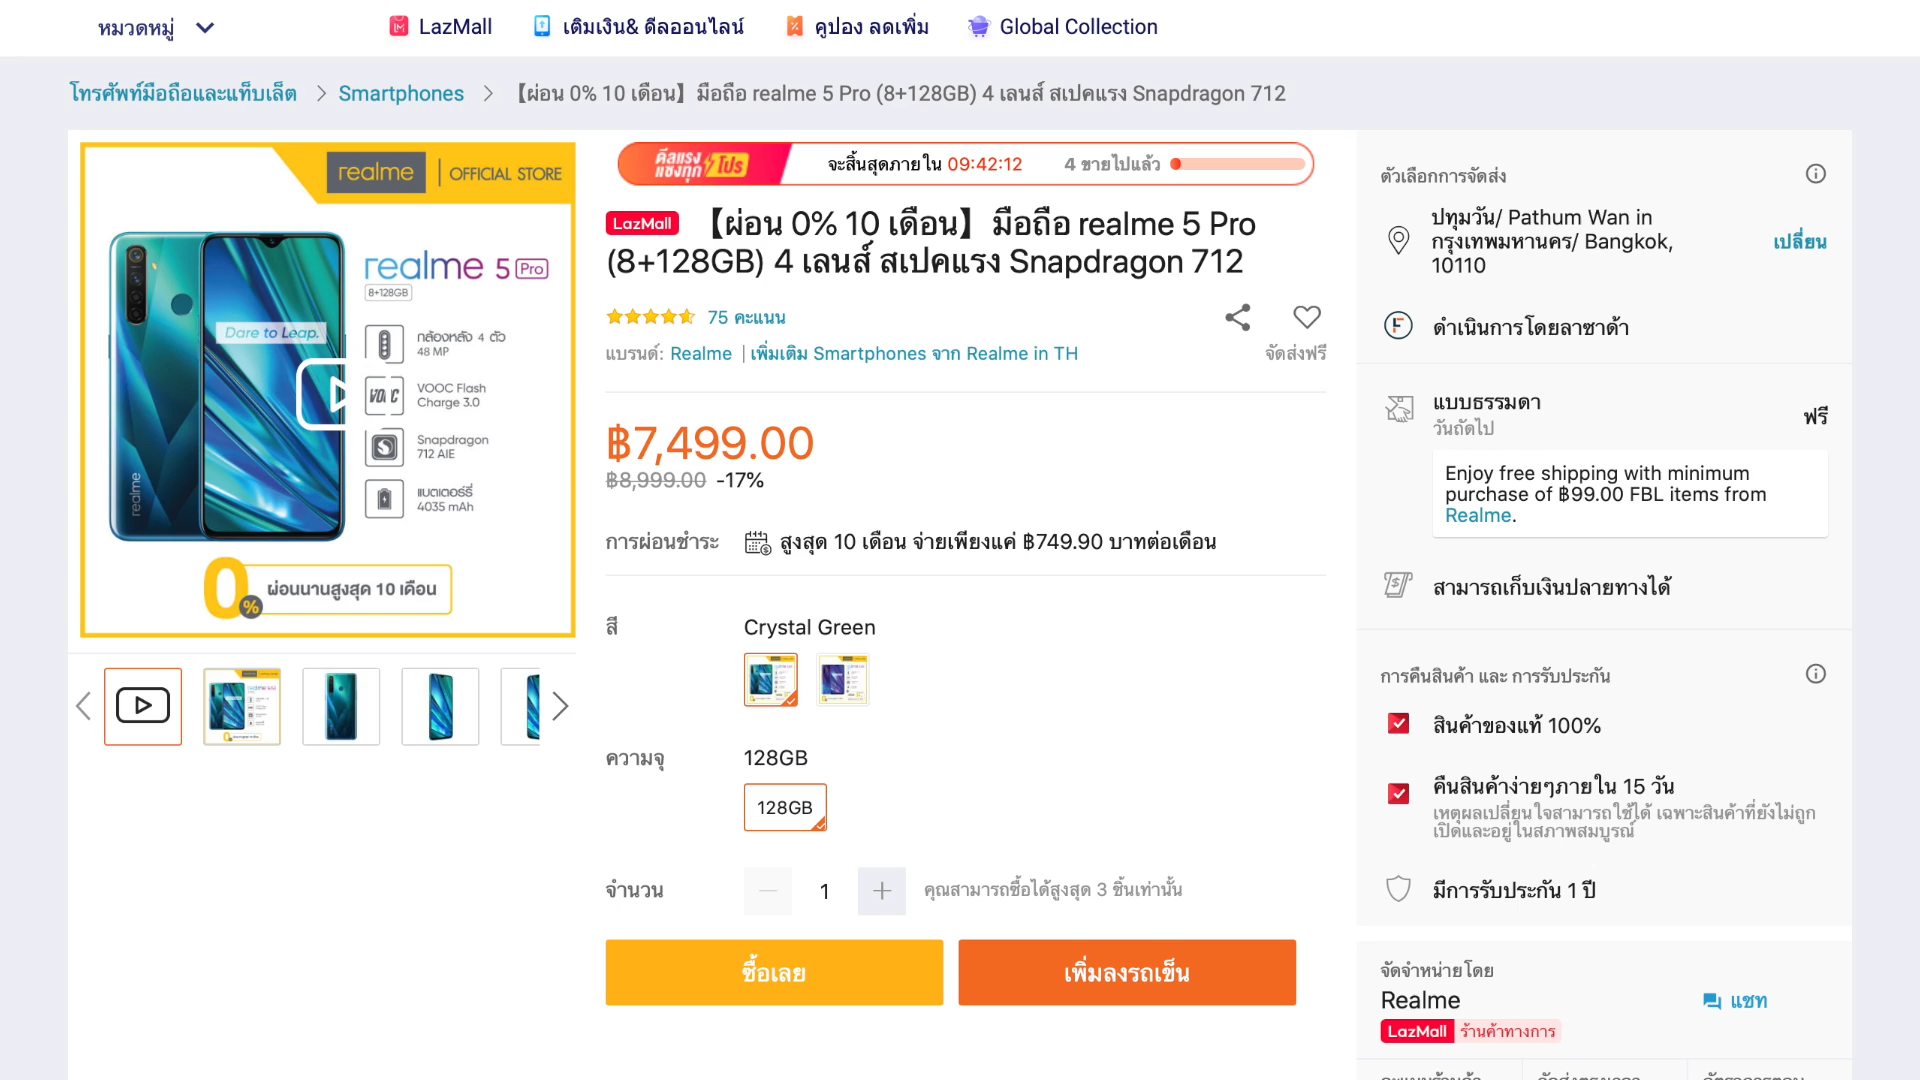 หมวดหมู่
LazMall
เติมเงิน& ดีลออนไลน์
คูปอง ลดเพิ่ม
Global Collection
โทรศัพท์มือถือและแท็บเล็ต
Smartphones
【ผ่อน 0% 10 เดือน】มือถือ realme 5 Pro (8+128GB) 4 เลนส์ สเปคแรง Snapdragon 712
realme
OFFICIAL STORE
realme 5 Pro
8+128GB
Dare to Leap.
กล้องหลัง 4 ตัว
48 MP
VOOC Flash
Charge 3.0
Snapdragon
712 AIE
แบตเตอร์รี่
4035 mAh
realme
0% ผ่อนนานสูงสุด 10 เดือน
ดีลแรง
แซงทุก โปร
จะสิ้นสุดภายใน 09:42:12
4 ขายไปแล้ว
LazMall 【ผ่อน 0% 10 เดือน】มือถือ realme 5 Pro
(8+128GB) 4 เลนส์ สเปคแรง Snapdragon 712
75 คะแนน
แบรนด์: Realme | เพิ่มเติม Smartphones จาก Realme in TH
จัดส่งฟรี
฿7,499.00
฿8,999.00 -17%
การผ่อนชำระ
สูงสุด 10 เดือน จ่ายเพียงแค่ ฿749.90 บาทต่อเดือน
สี
Crystal Green
ความจุ
128GB
128GB
จำนวน
1
คุณสามารถซื้อได้สูงสุด 3 ชิ้นเท่านั้น
ซื้อเลย
เพิ่มลงรถเข็น
ตัวเลือกการจัดส่ง
ปทุมวัน/ Pathum Wan in
กรุงเทพมหานคร/ Bangkok,
10110
เปลี่ยน
ดำเนินการโดยลาซาด้า
แบบธรรมดา
วันถัดไป
ฟรี
Enjoy free shipping with minimum
purchase of ฿99.00 FBL items from
Realme.
สามารถเก็บเงินปลายทางได้
การคืนสินค้า และ การรับประกัน
สินค้าของแท้ 100%
คืนสินค้าง่ายๆภายใน 15 วัน
เหตุผลเปลี่ยนใจสามารถใช้ได้ เฉพาะสินค้าที่ยังไม่ถูก
เปิดและอยู่ในสภาพสมบูรณ์
มีการรับประกัน 1 ปี
จัดจำหน่ายโดย
Realme
แชท
LazMall ร้านค้าทางการ